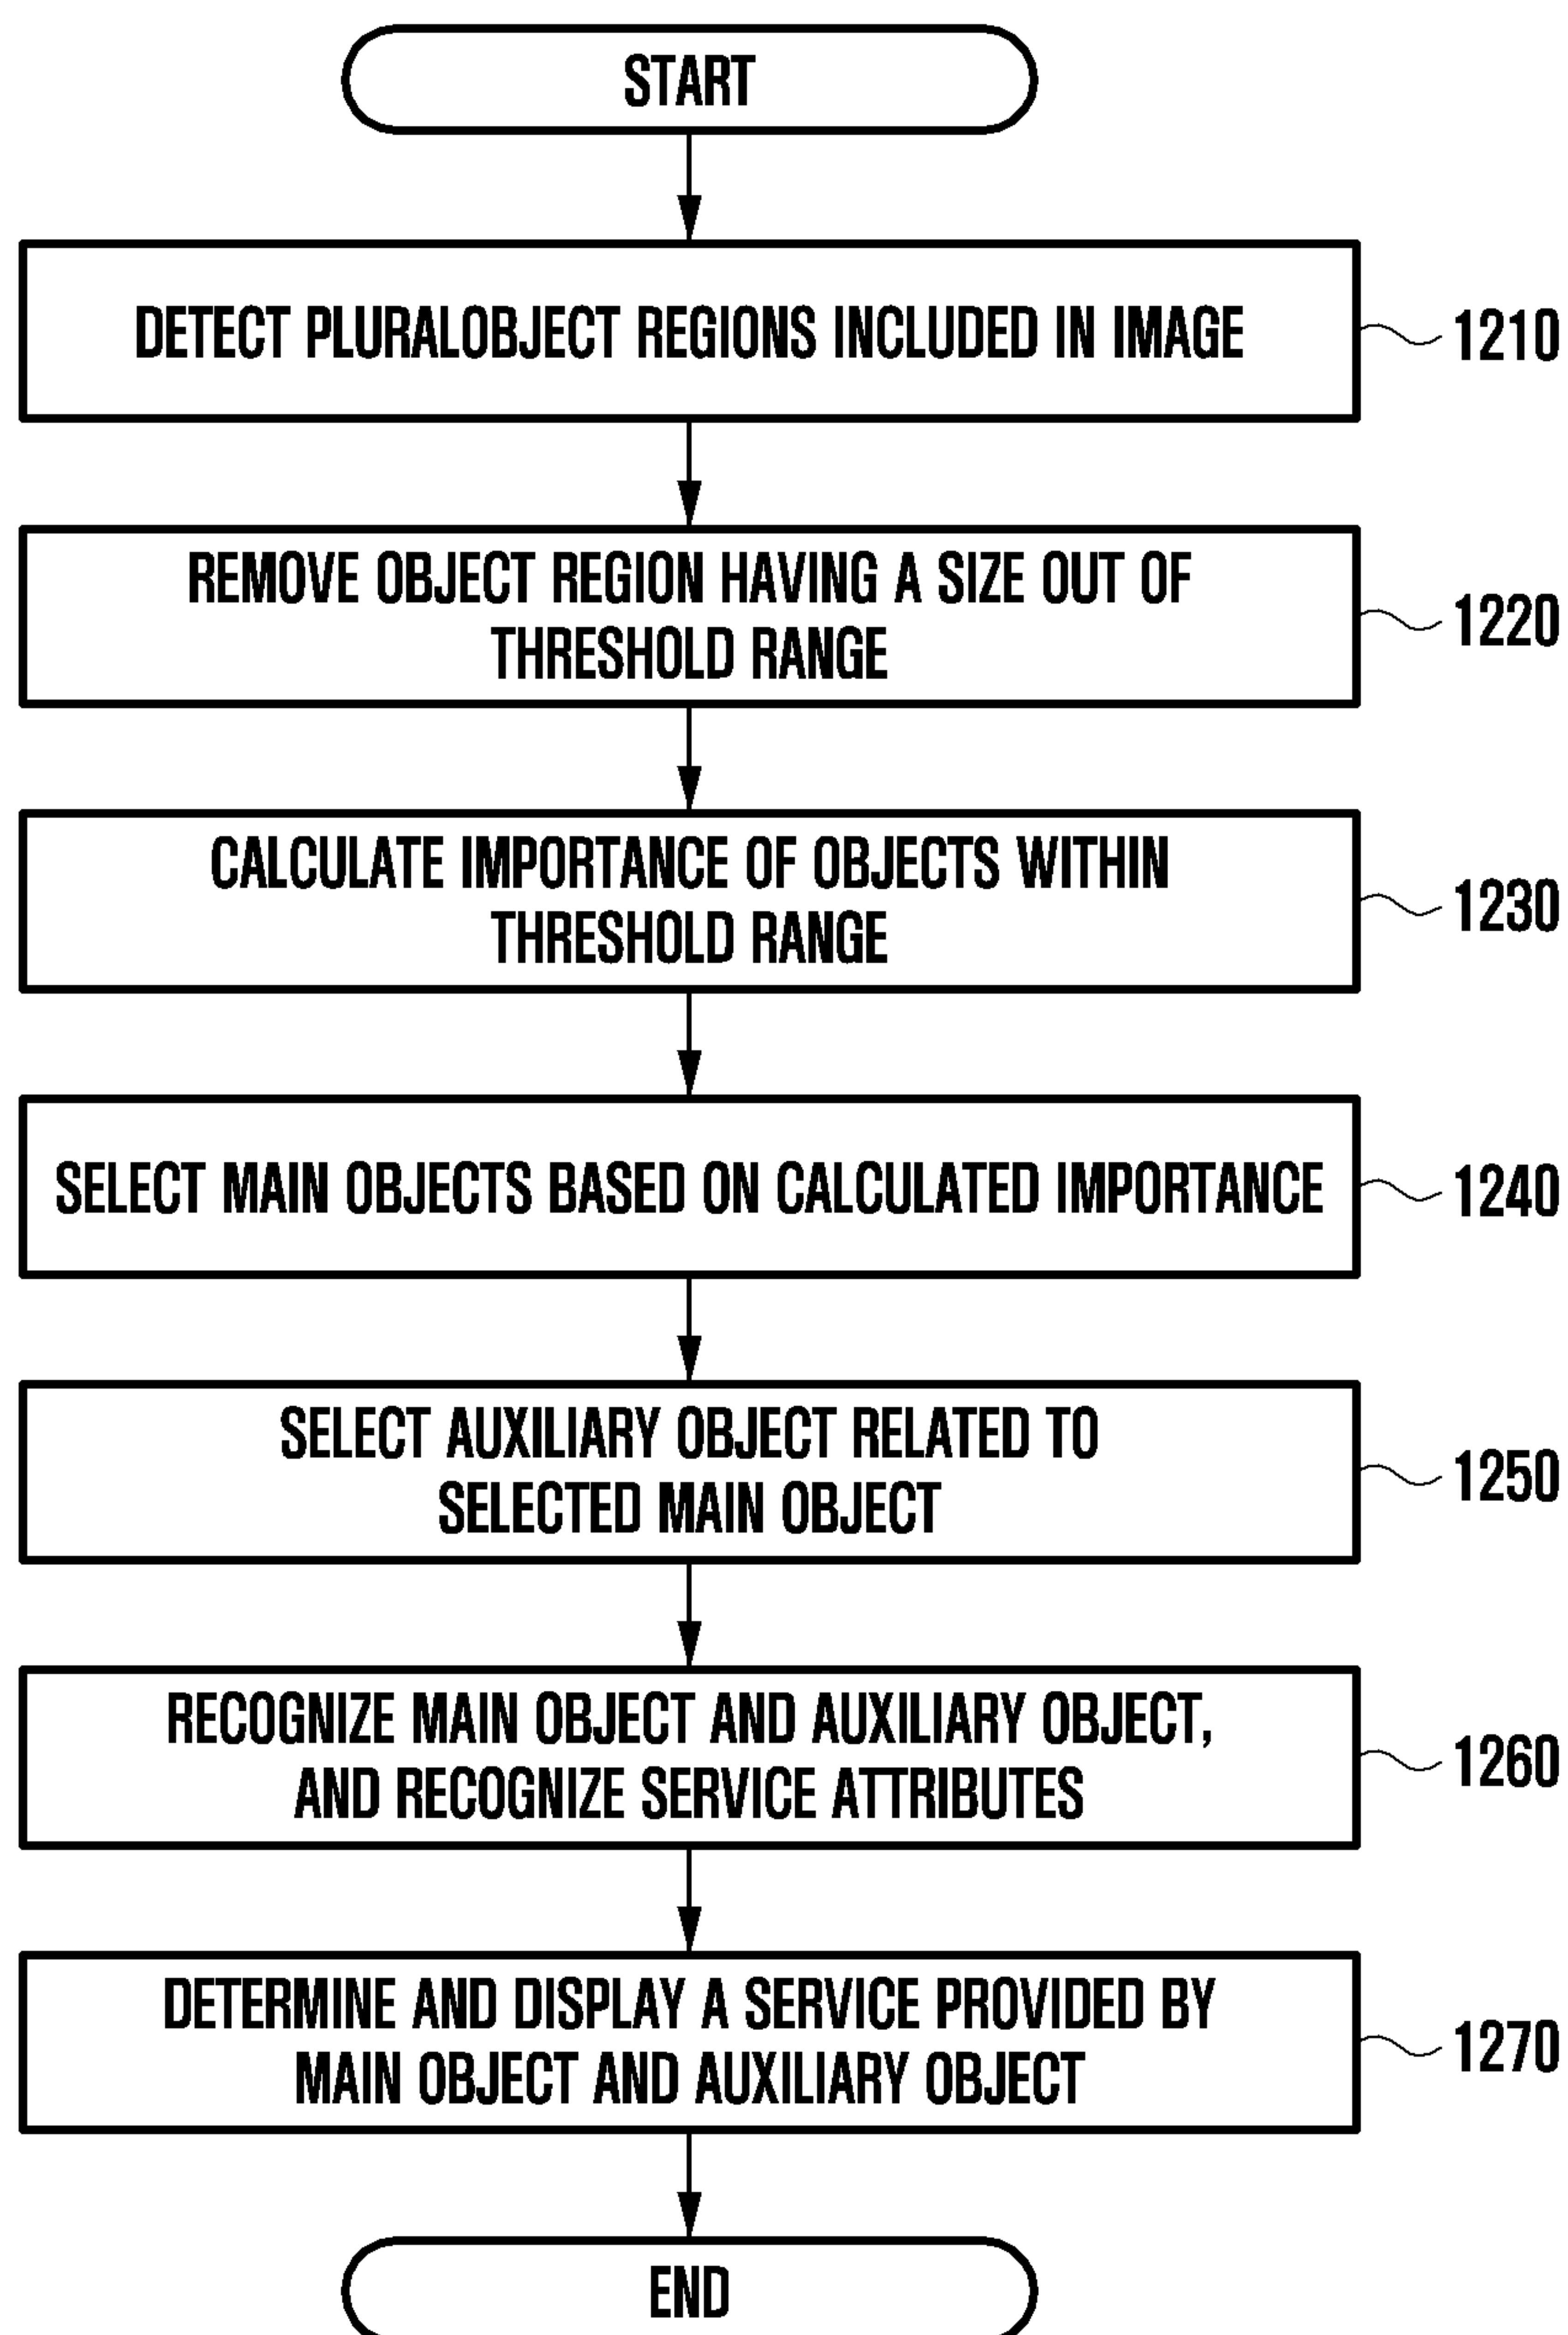 START
DETECT PLURALOBJECT REGIONS INCLUDED IN IMAGE
1210
REMOVE OBJECT REGION HAVING A SIZE OUT OF
THRESHOLD RANGE
1220
CALCULATE IMPORTANCE OF OBJECTS WITHIN
THRESHOLD RANGE
1230
SELECT MAIN OBJECTS BASED ON CALCULATED IMPORTANCE
1240
SELECT AUXILIARY OBJECT RELATED TO
SELECTED MAIN OBJECT
1250
RECOGNIZE MAIN OBJECT AND AUXILIARY OBJECT,
AND RECOGNIZE SERVICE ATTRIBUTES
1260
DETERMINE AND DISPLAY A SERVICE PROVIDED BY
MAIN OBJECT AND AUXILIARY OBJECT
1270
END